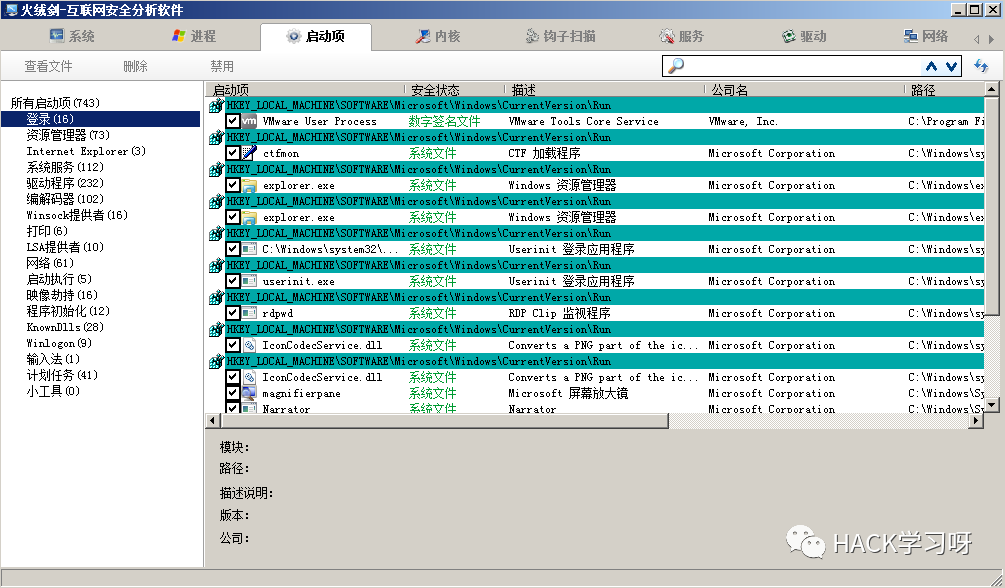 火绒剑-互联网安全分析软件
系统 进程 启动项 内核 钩子扫描 服务 驱动 网络
查看文件 删除 禁用
所有启动项(743)
登录(16)
资源管理器(73)
Internet Explorer(3)
系统服务(112)
驱动程序(232)
编解码器(102)
Winsock提供者(16)
打印(6)
LSA提供者(10)
网络(61)
启动执行(5)
映像劫持(16)
程序初始化(12)
KnownDlls(28)
Winlogon(9)
输入法(1)
计划任务(41)
小工具(0)
启动项 安全状态 描述 公司名 路径
HKEY_LOCAL_MACHINE\SOFTWARE\Microsoft\Windows\CurrentVersion\Run
vm VMware User Process 数字签名文件 VMware Tools Core Service VMware, Inc. C:\Program Fi
HKEY_LOCAL_MACHINE\SOFTWARE\Microsoft\Windows\CurrentVersion\Run
ctfmon 系统文件 CTF 加载程序 Microsoft Corporation C:\Windows\sy
HKEY_LOCAL_MACHINE\SOFTWARE\Microsoft\Windows\CurrentVersion\Run
explorer.exe 系统文件 Windows 资源管理器 Microsoft Corporation C:\Windows\ex
HKEY_LOCAL_MACHINE\SOFTWARE\Microsoft\Windows\CurrentVersion\Run
explorer.exe 系统文件 Windows 资源管理器 Microsoft Corporation C:\Windows\ex
HKEY_LOCAL_MACHINE\SOFTWARE\Microsoft\Windows\CurrentVersion\Run
C:\Windows\system32\... 系统文件 Userinit 登录应用程序 Microsoft Corporation C:\Windows\sy
HKEY_LOCAL_MACHINE\SOFTWARE\Microsoft\Windows\CurrentVersion\Run
userinit.exe 系统文件 Userinit 登录应用程序 Microsoft Corporation C:\Windows\sy
HKEY_LOCAL_MACHINE\SOFTWARE\Microsoft\Windows\CurrentVersion\Run
rdpwd 系统文件 RDP Clip 监视程序 Microsoft Corporation C:\Windows\sy
HKEY_LOCAL_MACHINE\SOFTWARE\Microsoft\Windows\CurrentVersion\Run
IconCodecService.dll 系统文件 Converts a PNG part of the ic... Microsoft Corporation C:\Windows\sy
HKEY_LOCAL_MACHINE\SOFTWARE\Microsoft\Windows\CurrentVersion\Run
IconCodecService.dll 系统文件 Converts a PNG part of the ic... Microsoft Corporation C:\Windows\Sy
magnifierpane 系统文件 Microsoft 屏幕放大镜 Microsoft Corporation C:\Windows\Sy
Narrator 系统文件 Narrator Microsoft Corporation C:\Windows\Sy
模块:
路径:
描述说明:
版本:
公司:
HACK学习呀